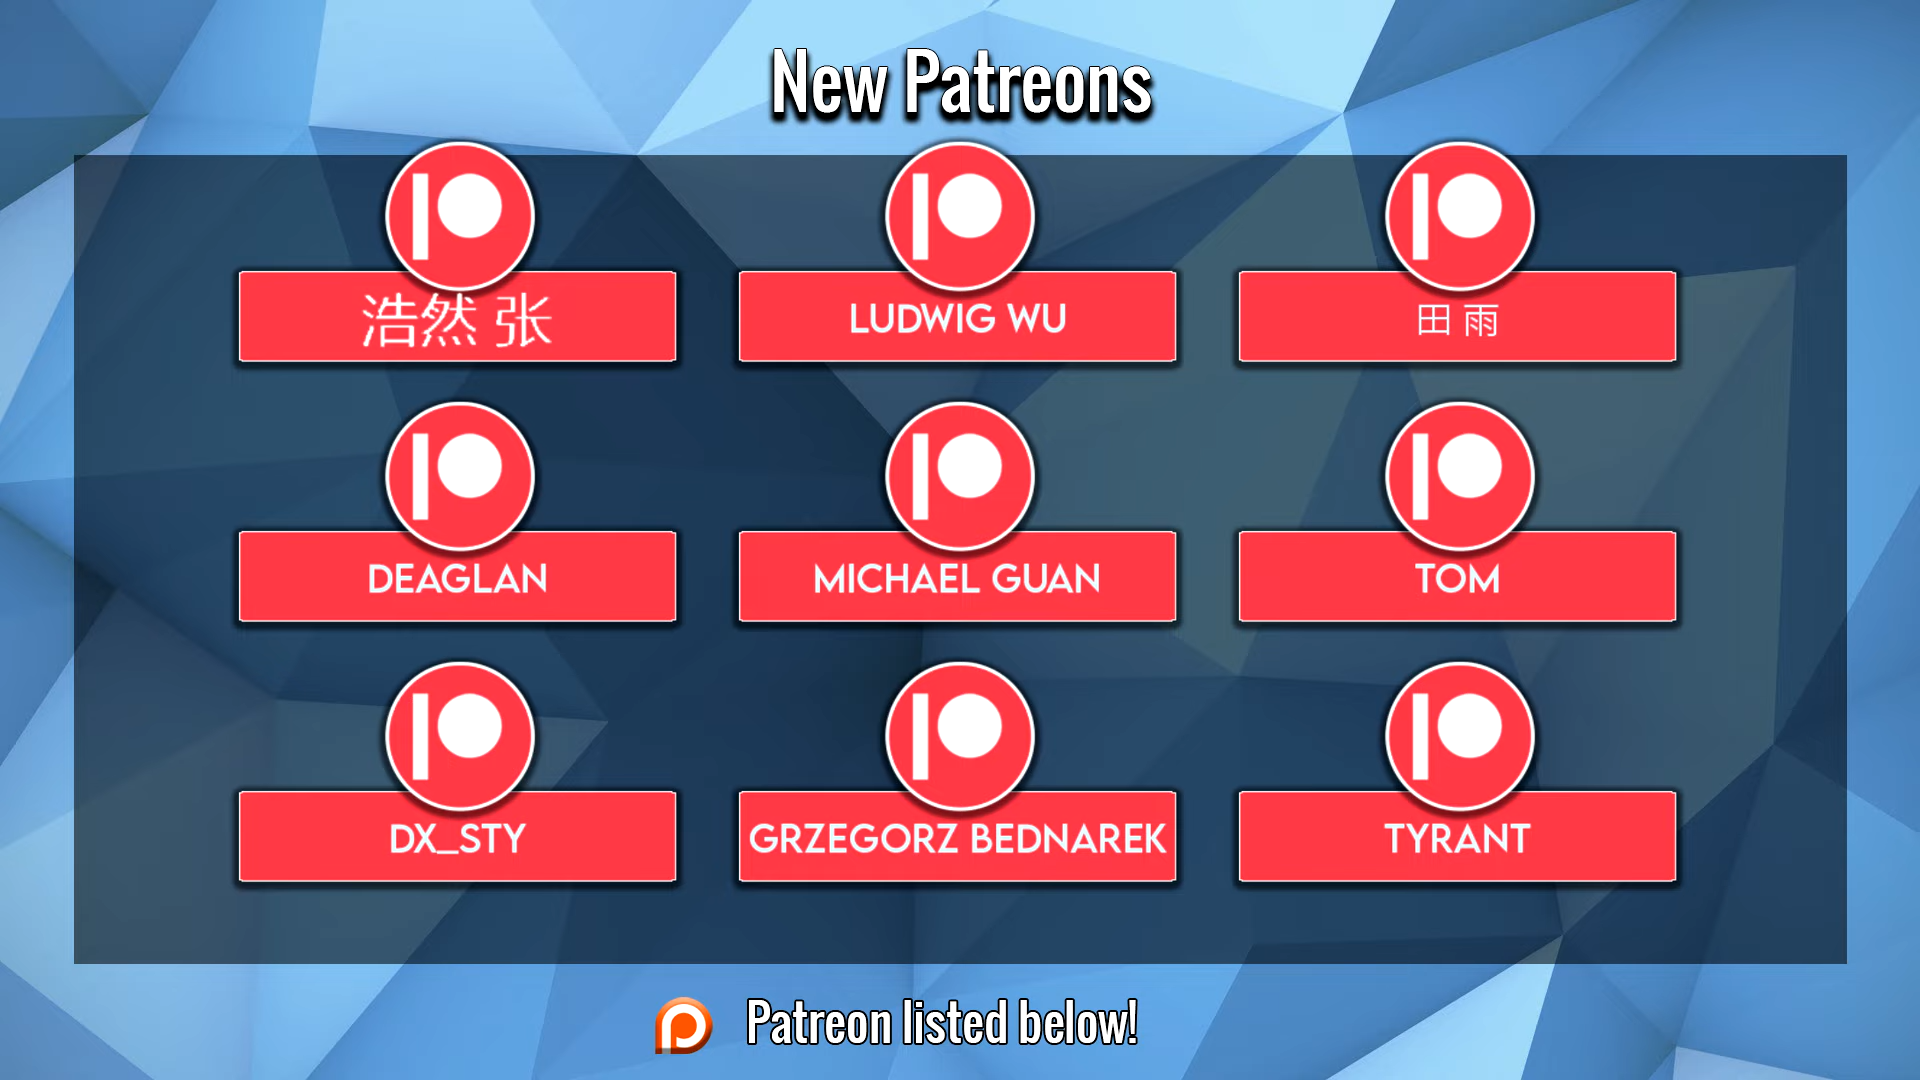 New Patreons
浩然 张
LUDWIG WU
田 雨
DEAGLAN
MICHAEL GUAN
TOM
DX_STY
GRZEGORZ BEDNAREK
TYRANT
Patreon listed below!